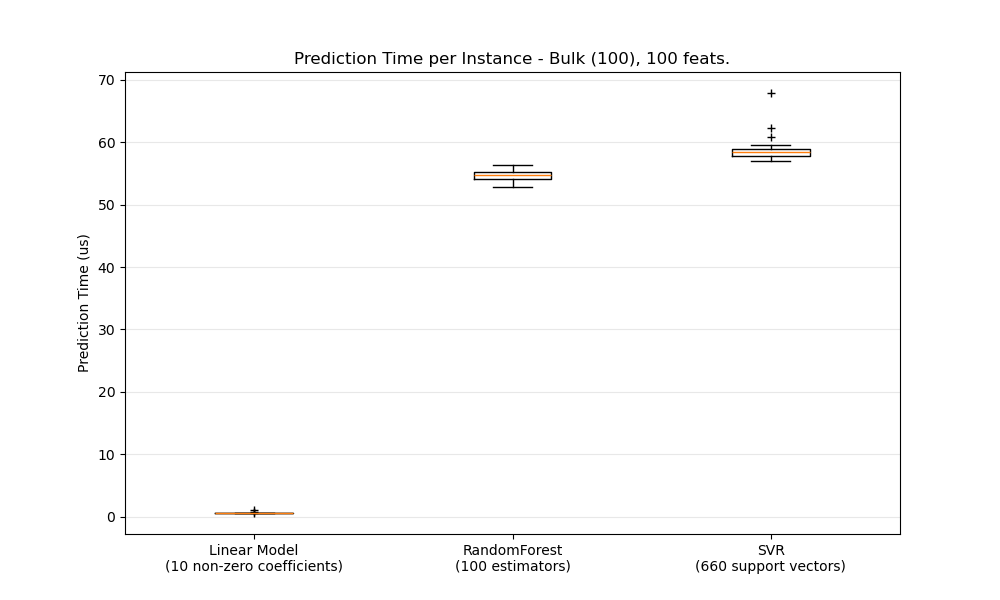 Prediction Time per Instance - Bulk (100), 100 feats.
70
60
50
40
30
20
10
0
Prediction Time (us)
Linear Model
(10 non-zero coefficients)
RandomForest
(100 estimators)
SVR
(660 support vectors)